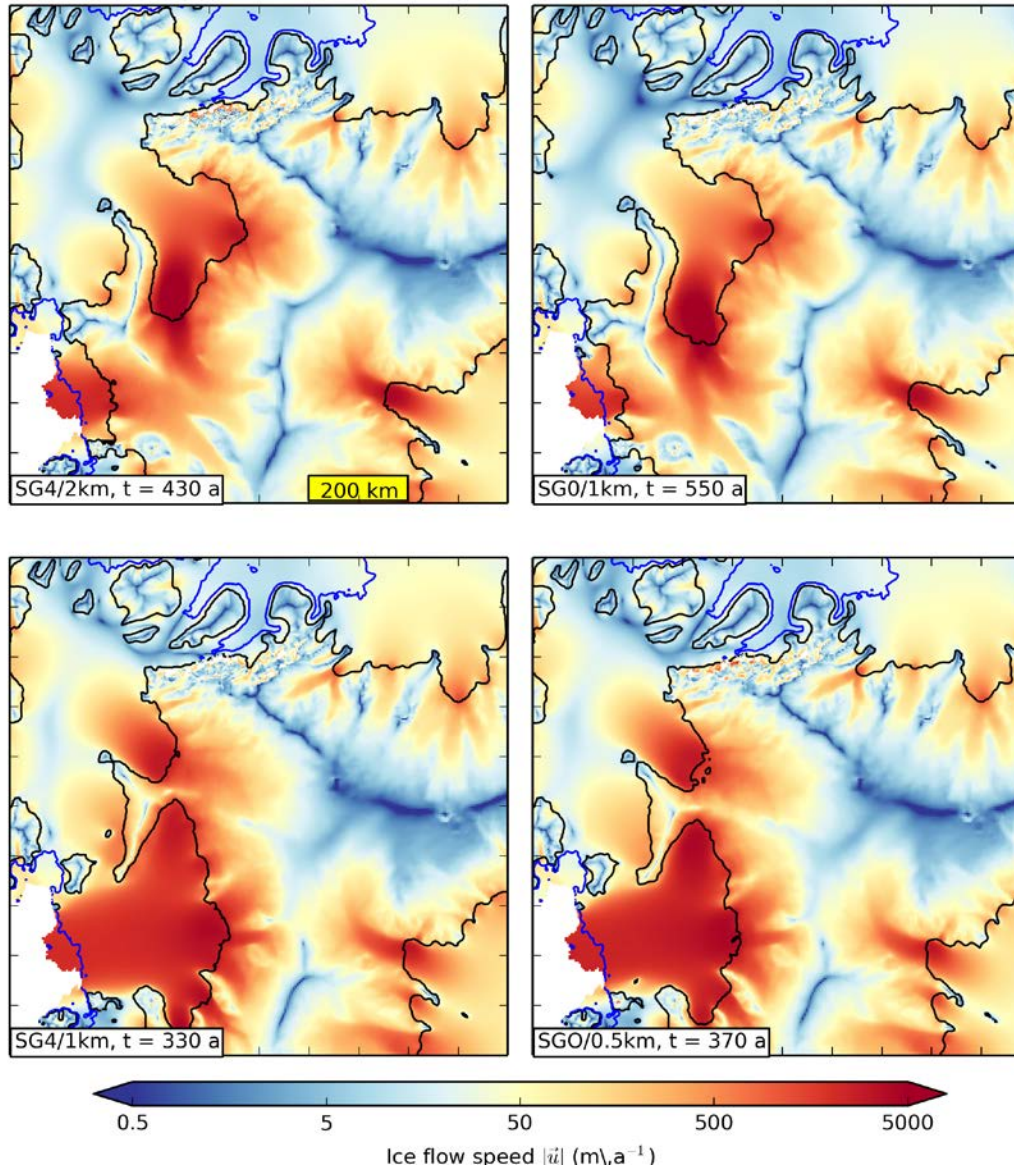 SG4/2km, t = 430 a
200 km
SG0/1km, t = 550 a
SG4/1km, t = 330 a
SGO/0.5km, t = 370 a
0.5 5 50 500 5000
Ice flow speed |u⃗| (m\,a⁻¹)